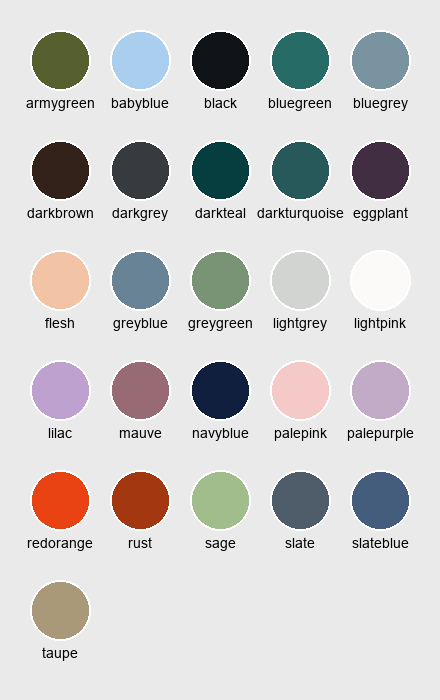 armygreen babyblue black bluegreen bluegrey
darkbrown darkgrey darkteal darkturquoise eggplant
flesh greyblue greygreen lightgrey lightpink
lilac mauve navyblue palepink palepurple
redorange rust sage slate slateblue
taupe